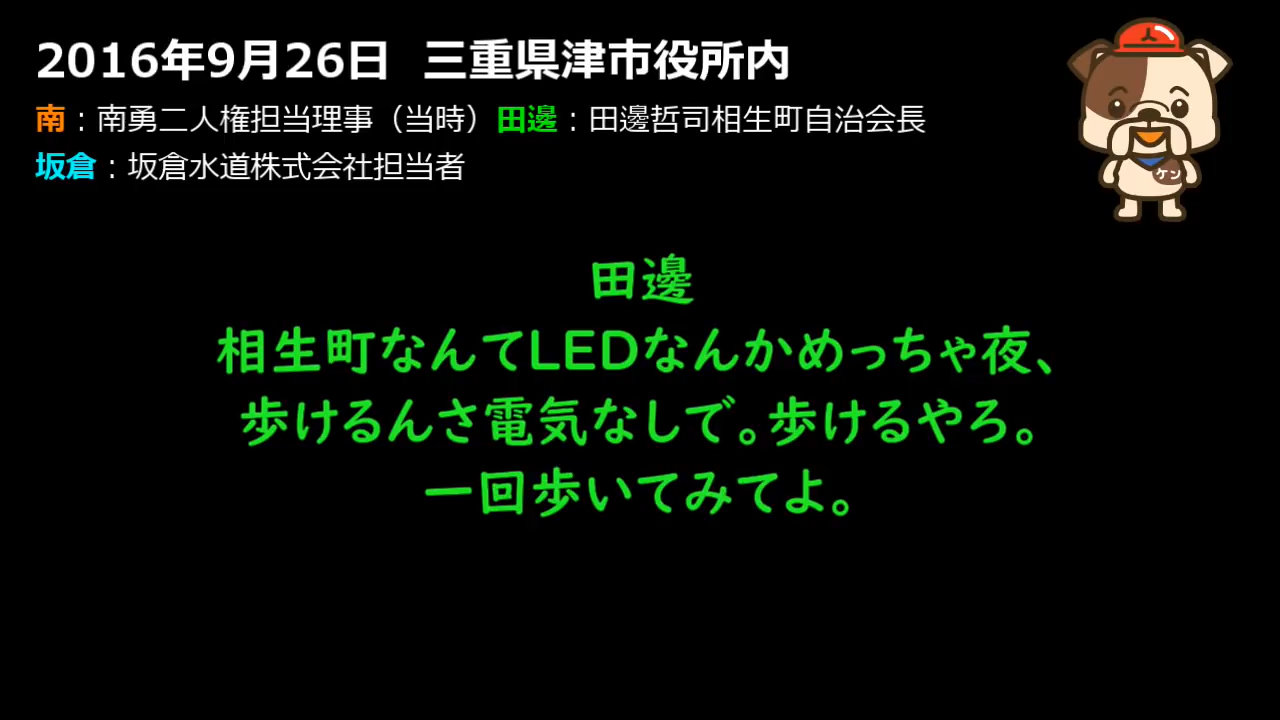 2016年9月26日 三重県津市役所内
南：南勇二人権担当理事（当時）田邊：田邊哲司相生町自治会長
坂倉：坂倉水道株式会社担当者
人
ケン
田邊
相生町なんてLEDなんかめっちゃ夜、
歩けるんさ電気なしで。歩けるやろ。
一回歩いてみてよ。